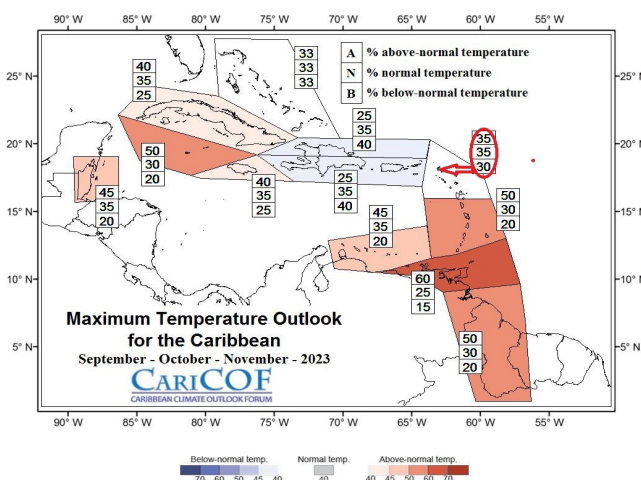 90° W 85° W 80° W 75° W 70° W 65° W 60° W 55° W
A % above-normal temperature
N % normal temperature
B % below-normal temperature
25° N
20° N
15° N
10° N
5° N
25° N
20° N
15° N
10° N
5° N
33
33
33
40
35
25
25
35
40
35
35
30
50
30
20
45
35
20
40
35
25
25
35
40
50
30
20
45
35
20
60
25
15
50
30
20
Maximum Temperature Outlook
for the Caribbean
September - October - November - 2023
CARICOF
CARIBBEAN CLIMATE OUTLOOK FORUM
90° W 85° W 80° W 75° W 70° W 65° W 60° W 55° W
Below-normal temp. Normal temp. Above-normal temp.
70 60 50 45 40 40 40 45 50 60 70